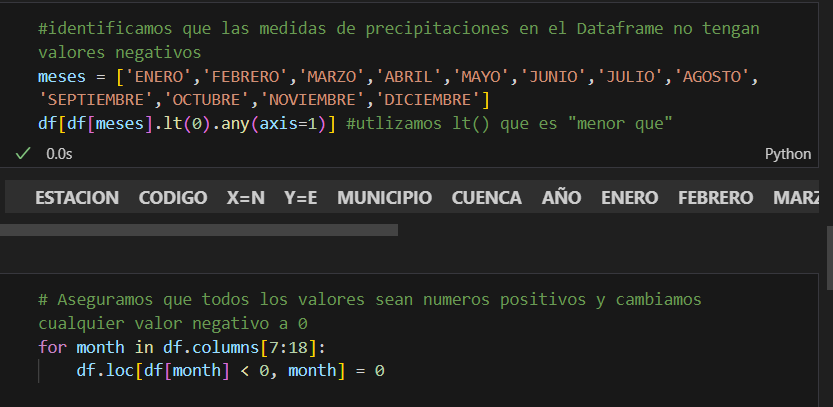 #identificamos que las medidas de precipitaciones en el Dataframe no tengan
valores negativos
meses = ['ENERO','FEBRERO','MARZO','ABRIL','MAYO','JUNIO','JULIO','AGOSTO',
'SEPTIEMBRE','OCTUBRE','NOVIEMBRE','DICIEMBRE']
df[df[meses].lt(0).any(axis=1)] #utlizamos lt() que es "menor que"
0.0s Python
ESTACION CODIGO X=N Y=E MUNICIPIO CUENCA AÑO ENERO FEBRERO MARZ
# Aseguramos que todos los valores sean numeros positivos y cambiamos
cualquier valor negativo a 0
for month in df.columns[7:18]:
    df.loc[df[month] < 0, month] = 0